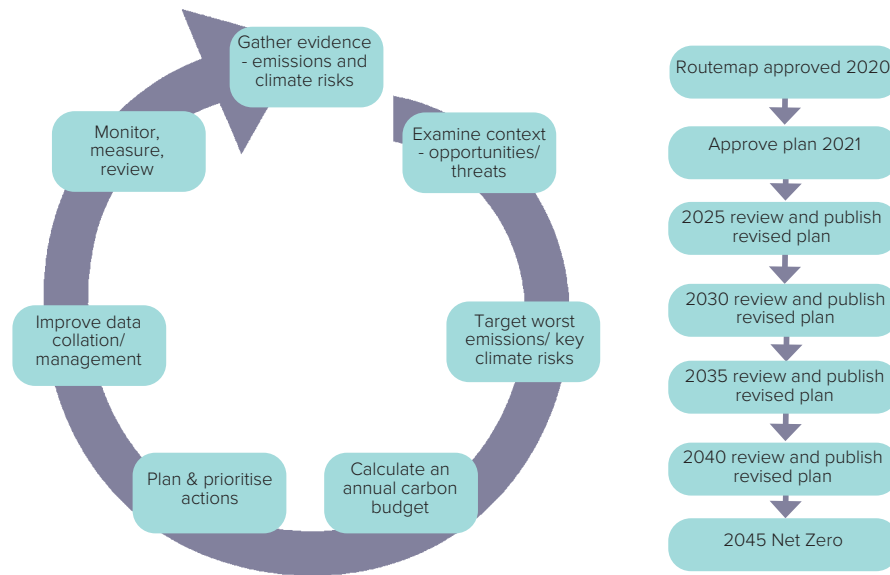 Gather evidence
- emissions and
climate risks
Examine context
- opportunities/
threats
Target worst
emissions/ key
climate risks
Calculate an
annual carbon
budget
Plan & prioritise
actions
Improve data
collation/
management
Monitor,
measure,
review
Routemap approved 2020
Approve plan 2021
2025 review and publish
revised plan
2030 review and publish
revised plan
2035 review and publish
revised plan
2040 review and publish
revised plan
2045 Net Zero